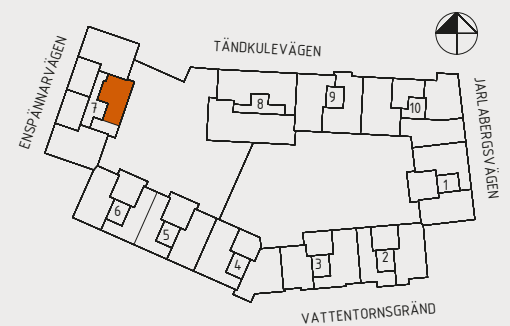 TÄNDKULEVÄGEN
ENSPÄNNARVÄGEN
JARLABERGSVÄGEN
7
8
9
10
1
6
5
4
3
2
VATTENTORNSGRÄND